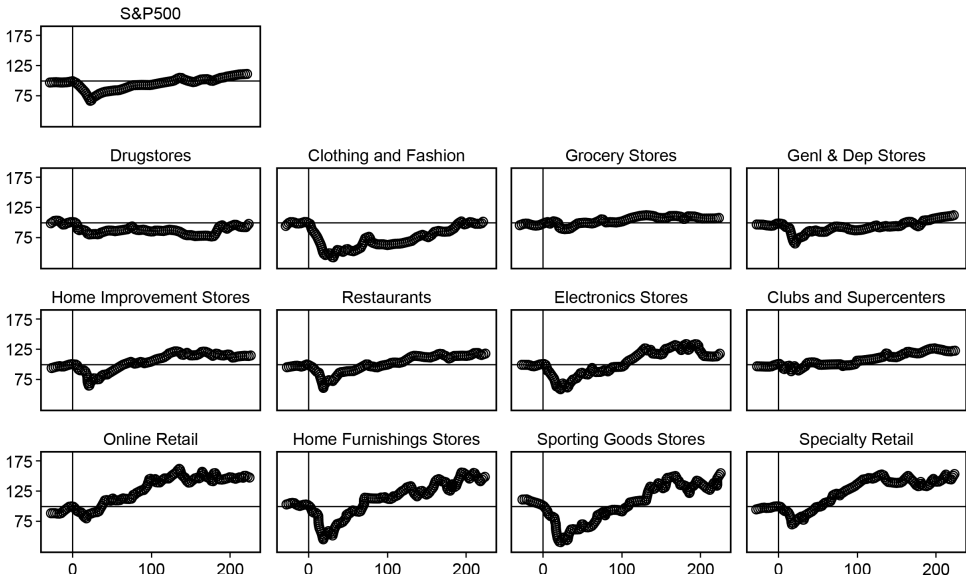 S&P500
175
125
75
Drugstores Clothing and Fashion Grocery Stores Genl & Dep Stores
175
125
75
Home Improvement Stores Restaurants Electronics Stores Clubs and Supercenters
175
125
75
Online Retail Home Furnishings Stores Sporting Goods Stores Specialty Retail
175
125
75
0 100 200 0 100 200 0 100 200 0 100 200